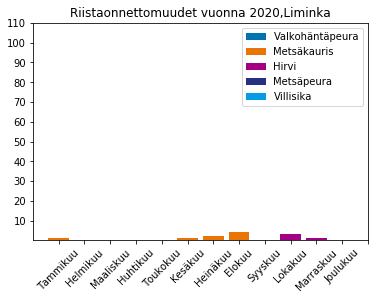 Riistaonnettomuudet vuonna 2020,Liminka
110
100
90
80
70
60
50
40
30
20
10
Valkohäntäpeura
Metsäkauris
Hirvi
Metsäpeura
Villisika
Tammikuu
Helmikuu
Maaliskuu
Huhtikuu
Toukokuu
Kesäkuu
Heinäkuu
Elokuu
Syyskuu
Lokakuu
Marraskuu
Joulukuu